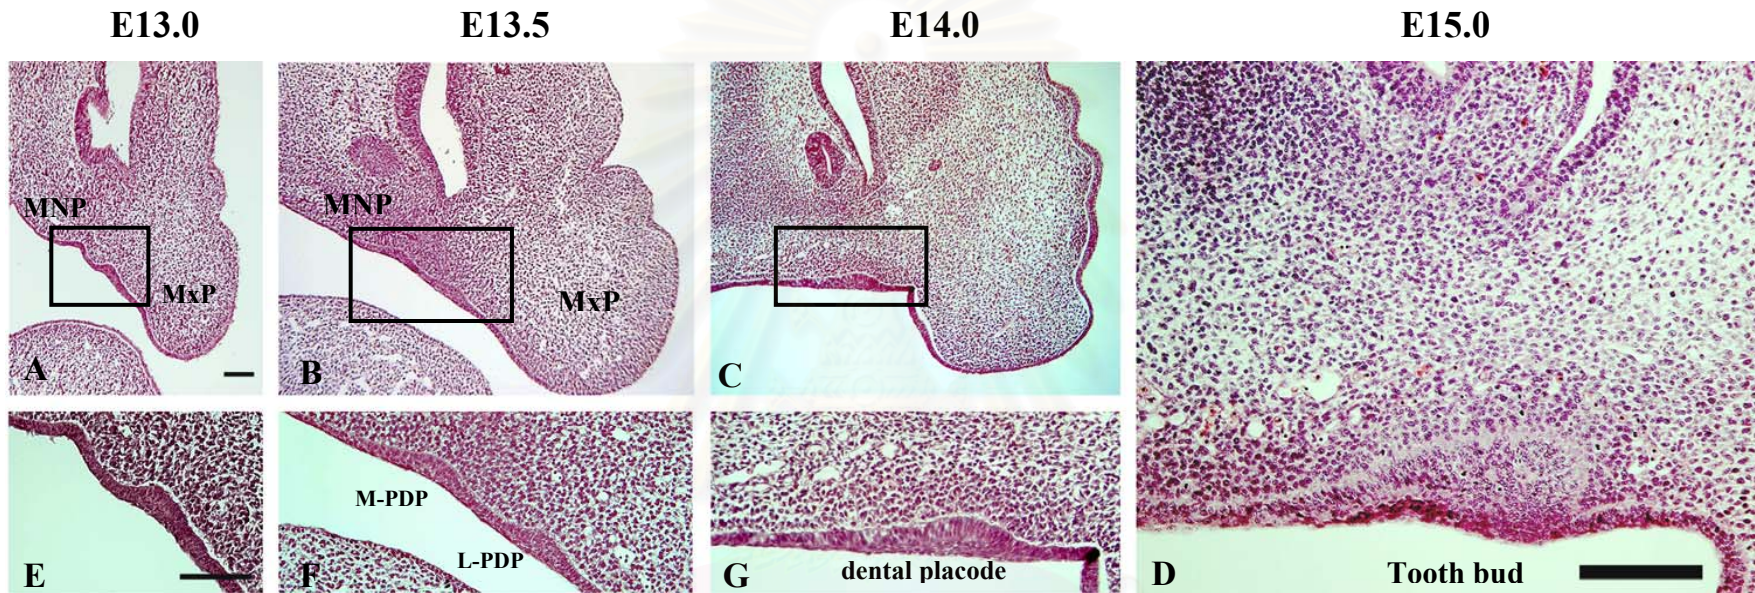 E13.0
E13.5
E14.0
E15.0
MNP
MxP
A
MNP
MxP
B
C
E
M-PDP
L-PDP
F
dental placode
G
D
Tooth bud